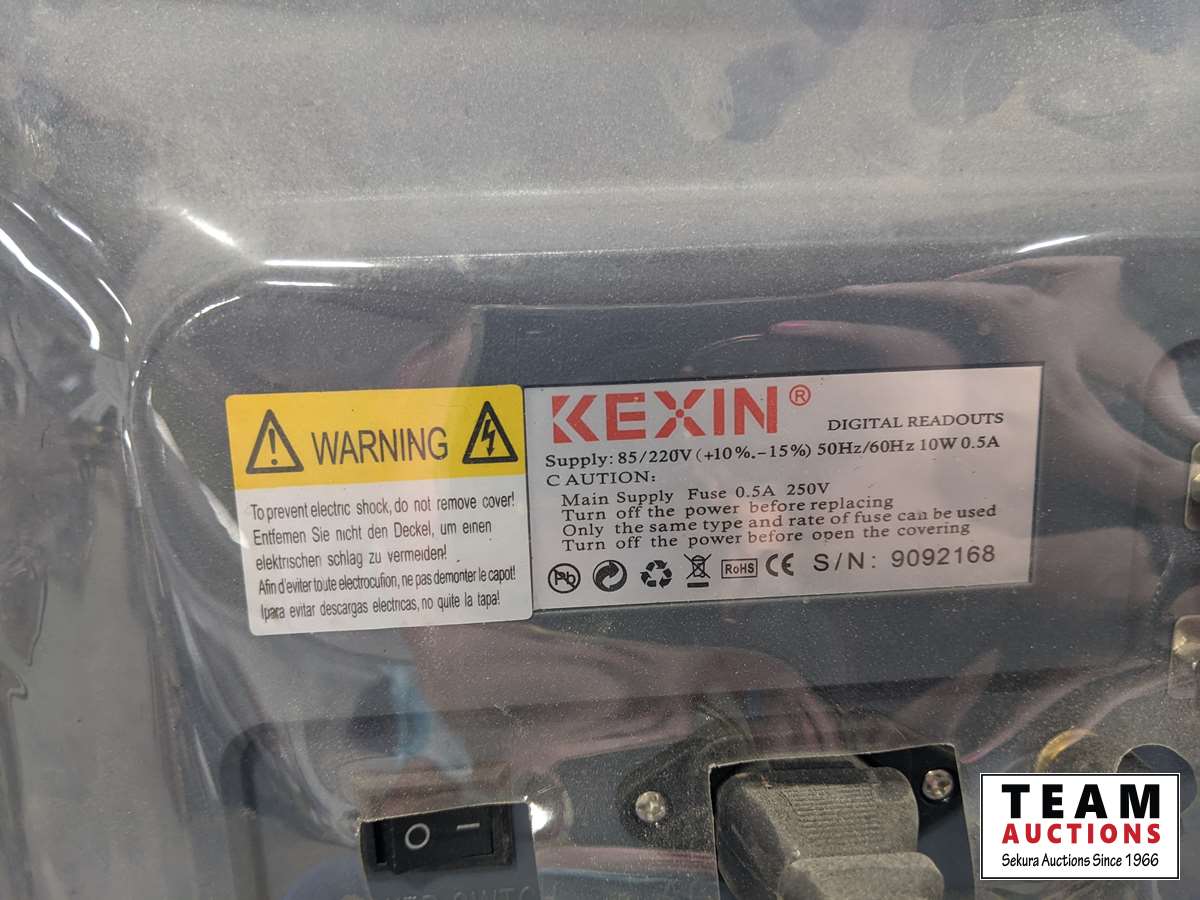 WARNING
To prevent electric shock, do not remove cover!
Entfemen Sie nicht den Deckel, um einen
elektrischen schlag zu vermeiden!
Afin d'eviter toute electrocufion, ne pas demonter le capot!
¡para evitar descargas electricas, no quite la tapa!
KEXIN®
DIGITAL READOUTS
Supply: 85/220V (+10%.-15%) 50Hz/60Hz 10W 0.5A
CAUTION:
Main Supply Fuse 0.5A 250V
Turn off the power before replacing
Only the same type and rate of fuse can be used
Turn off the power before open the covering
Pb RoHS CE S/N: 9092168
TEAM
AUCTIONS
Sekura Auctions Since 1966